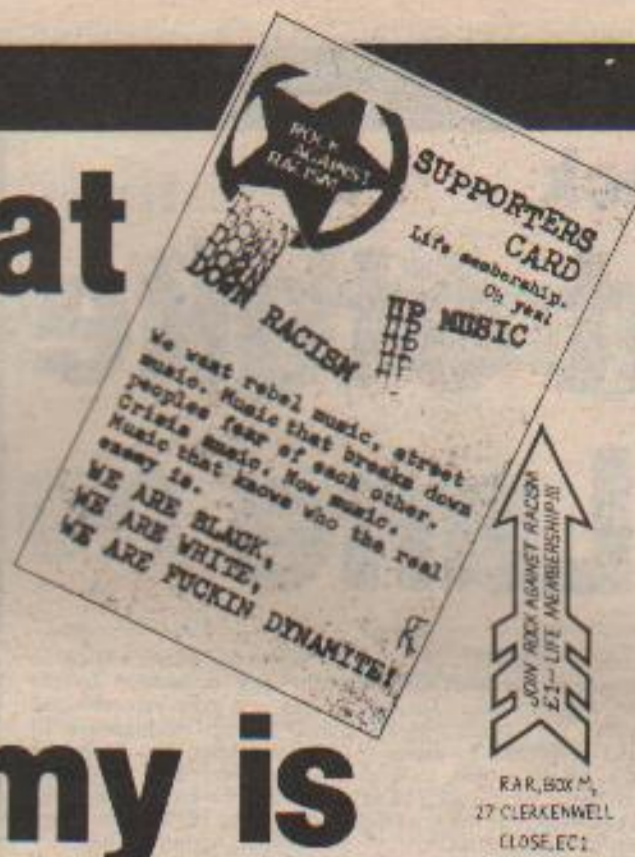 at
ROCK
AGAINST
RACISM
SUPPORTERS
CARD
Life membership.
Oh yes!
DOWN
DOWN
DOWN
DOWN
DOWN RACISM
UP MUSIC
UP
UP
UP
We want rebel music, street
music. Music that breaks down
peoples fear of each other.
Crisis music. Now music.
Music that knows who the real
enemy is.
WE ARE BLACK,
WE ARE WHITE,
WE ARE FUCKIN DYNAMITE!
JOIN ROCK AGAINST RACISM
£1 LIFE MEMBERSHIP!!!
my is
RAR, BOX M,
27 CLERKENWELL
CLOSE, EC1